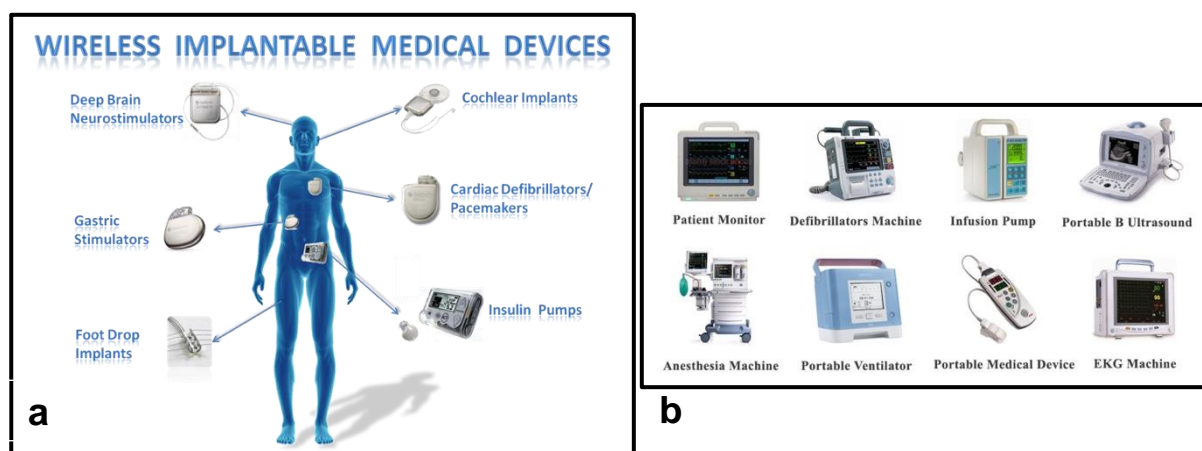 WIRELESS IMPLANTABLE MEDICAL DEVICES
Deep Brain
Neurostimulators
Cochlear Implants
Cardiac Defibrillators/
Pacemakers
Gastric
Stimulators
Insulin Pumps
Foot Drop
Implants
a
Patient Monitor
Defibrillators Machine
Infusion Pump
Portable B Ultrasound
Anesthesia Machine
Portable Ventilator
Portable Medical Device
EKG Machine
b